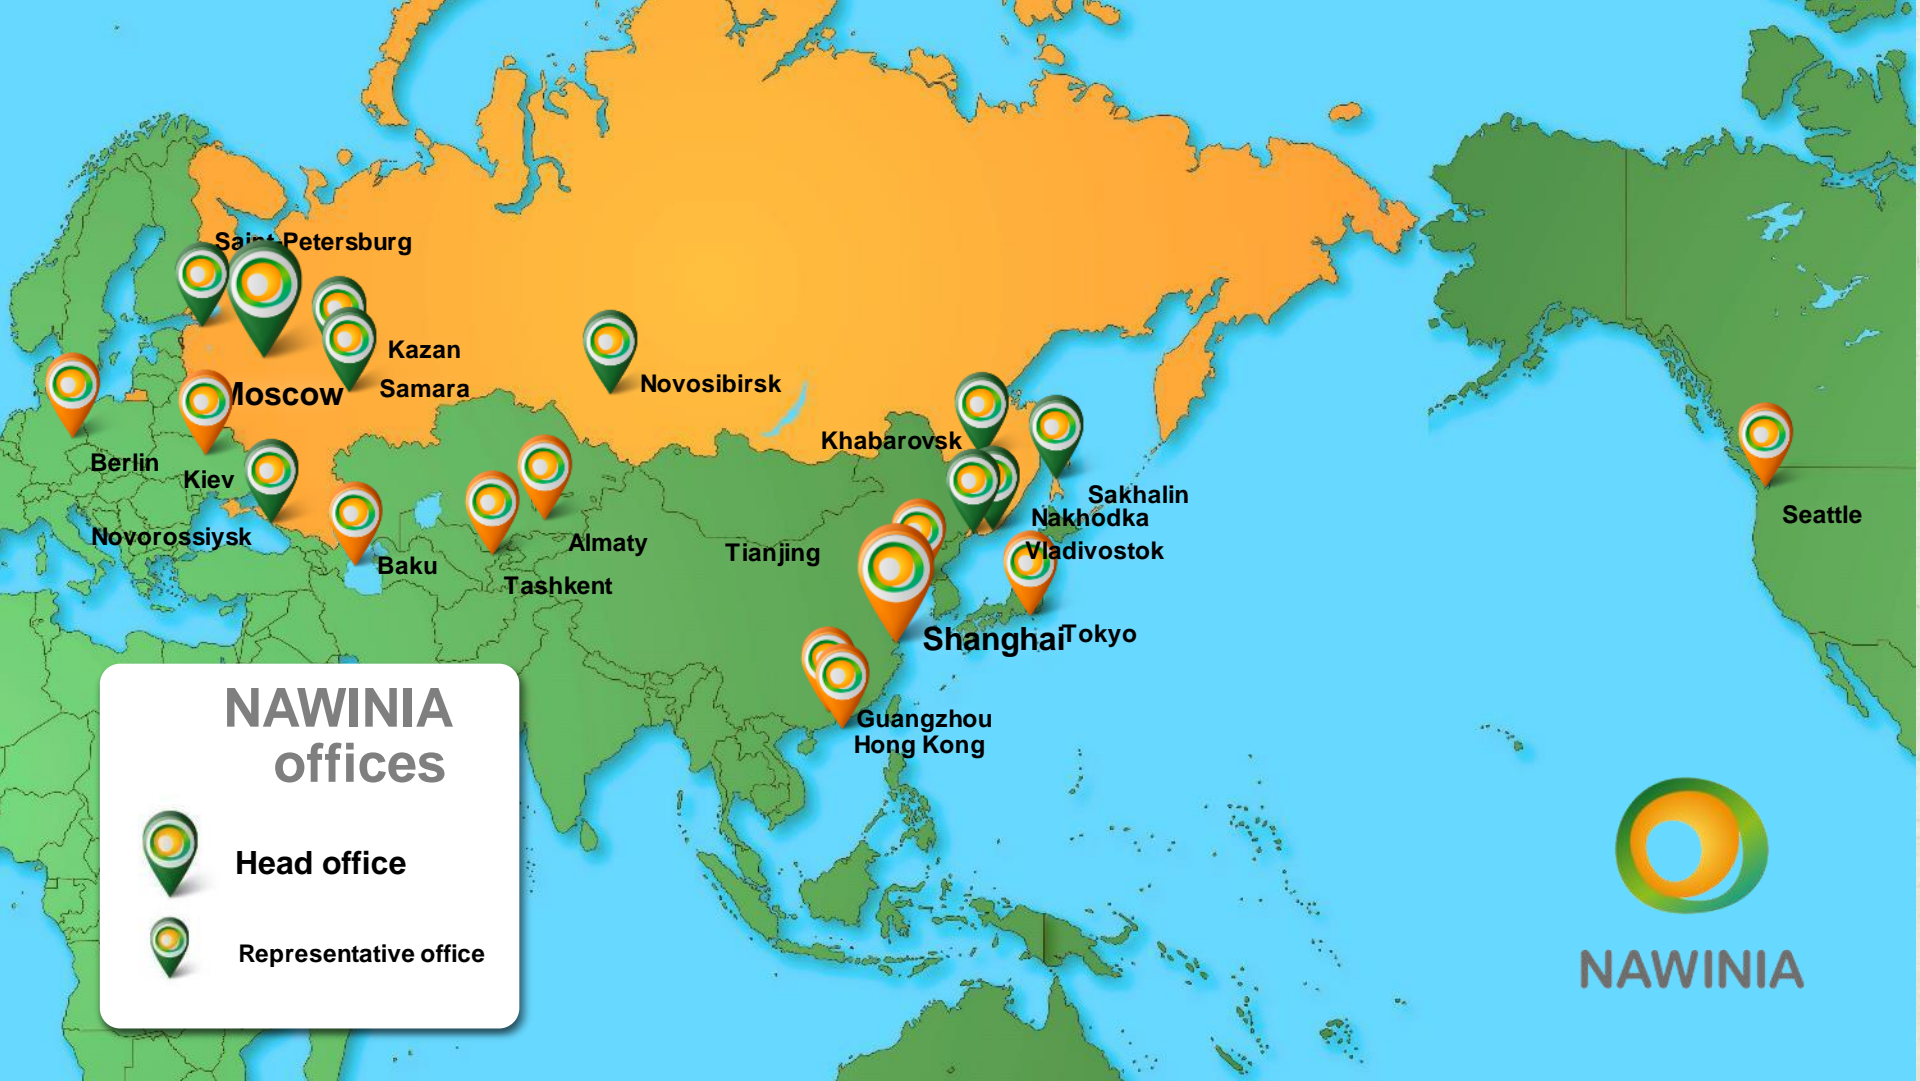 Saint-Petersburg
Kazan
Samara
Moscow
Novosibirsk
Khabarovsk
Berlin
Kiev
Novorossiysk
Baku
Almaty
Tashkent
Tianjing
Sakhalin
Nakhodka
Vladivostok
Seattle
Shanghai
Tokyo
Guangzhou
Hong Kong
NAWINIA
offices
Head office
Representative office
NAWINIA